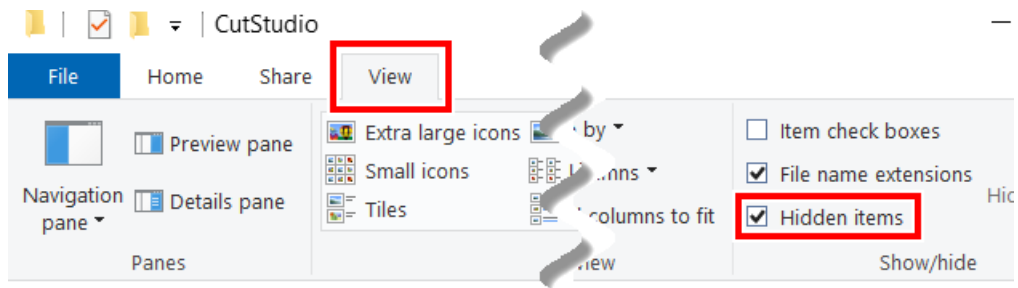 CutStudio
File Home Share View
Preview pane
Details pane
Navigation
pane
Panes
Extra large icons
Small icons
Tiles
by
columns to fit
Item check boxes
File name extensions
Hidden items
Show/hide